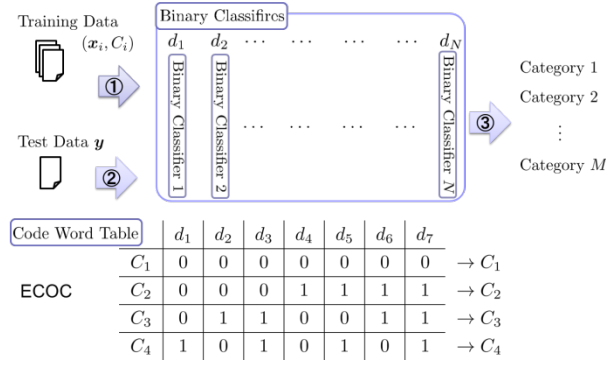 Training Data
(x_i, C_i)
①
Test Data y
②
Binary Classifires
d_1 d_2 ... ... ... ... d_N
Binary Classifier 1
Binary Classifier 2
... ... ... ...
Binary Classifier N
③
Category 1
Category 2
⋮
Category M
Code Word Table
d_1 d_2 d_3 d_4 d_5 d_6 d_7
ECOC
C_1 0 0 0 0 0 0 0 → C_1
C_2 0 0 0 1 1 1 1 → C_2
C_3 0 1 1 0 0 1 1 → C_3
C_4 1 0 1 0 1 0 1 → C_4